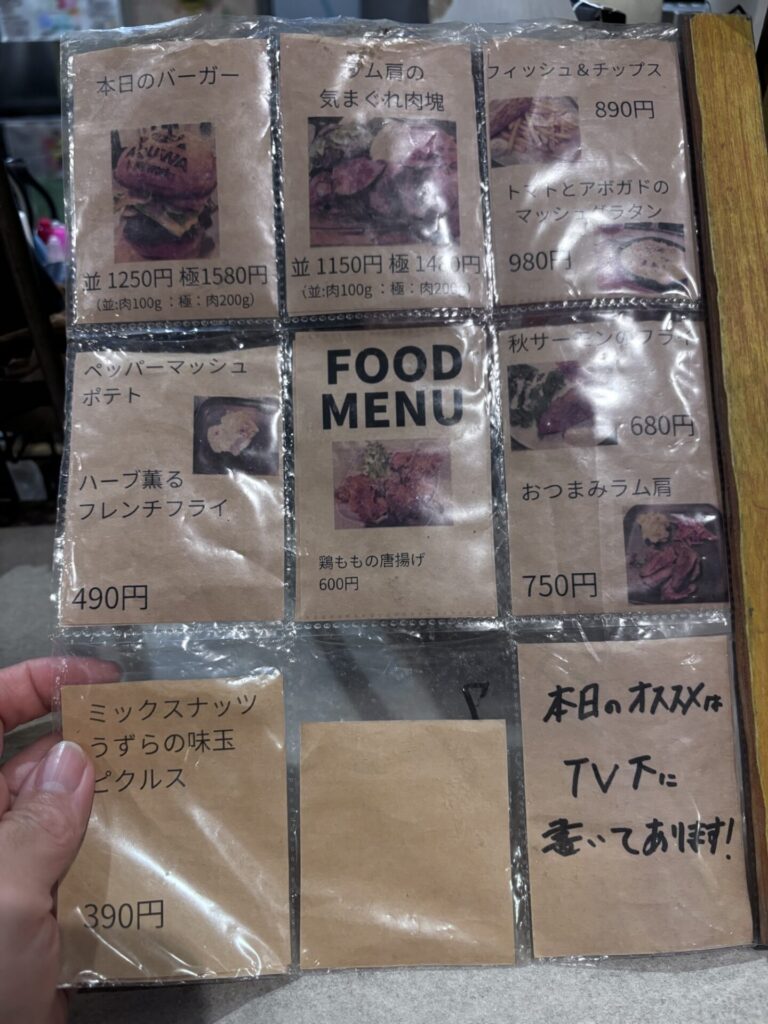 本日のバーガー
並 1250円 極1580円
（並:肉100g ：極：肉200g）
ラム肩の
気まぐれ肉塊
並 1150円 極 1480円
（並:肉100g ：極：肉200g）
フィッシュ＆チップス
890円
トマトとアボガドの
マッシュグラタン
980円
ペッパーマッシュ
ポテト
ハーブ薫る
フレンチフライ
490円
FOOD
MENU
鶏ももの唐揚げ
600円
秋サーモンのフライ
680円
おつまみラム肩
750円
ミックスナッツ
うずらの味玉
ピクルス
390円
本日のオススメは
TV下に
書いてあります!